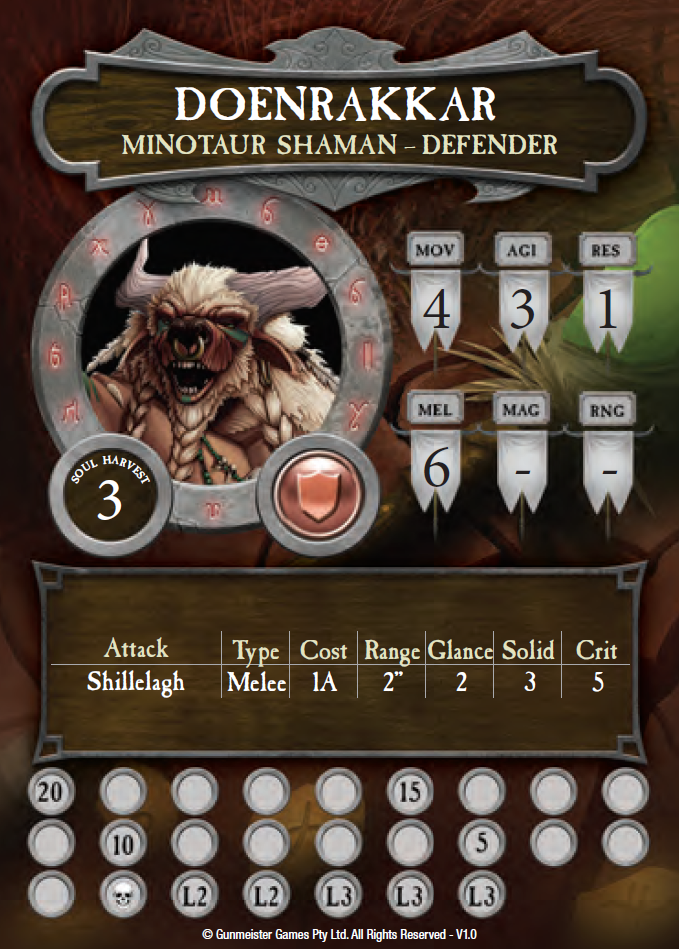 DOENRAKKAR
MINOTAUR SHAMAN – DEFENDER
MOV AGI RES
4 3 1
MEL MAG RNG
6 - -
SOUL HARVEST
3
Attack Type Cost Range Glance Solid Crit
Shillelagh Melee 1A 2” 2 3 5
20 15
10 5
L2 L2 L3 L3 L3
© Gunmeister Games Pty Ltd. All Rights Reserved - V1.0